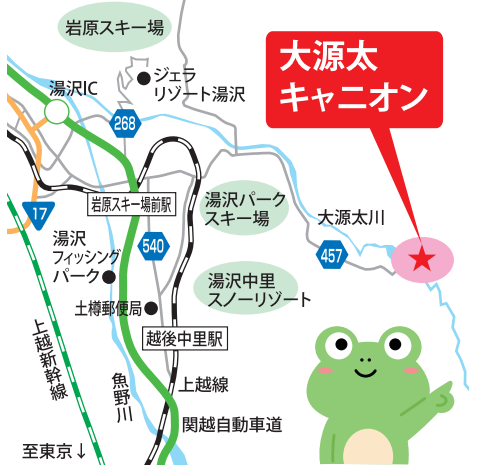 岩原スキー場
大源太
キャニオン
湯沢IC
ジェラ
リゾート湯沢
268
17
岩原スキー場前駅
湯沢パーク
スキー場
大源太川
湯沢
フィッシング
パーク
540
457
湯沢中里
スノーリゾート
土樽郵便局
越後中里駅
上越新幹線
魚野川
上越線
関越自動車道
至東京↓